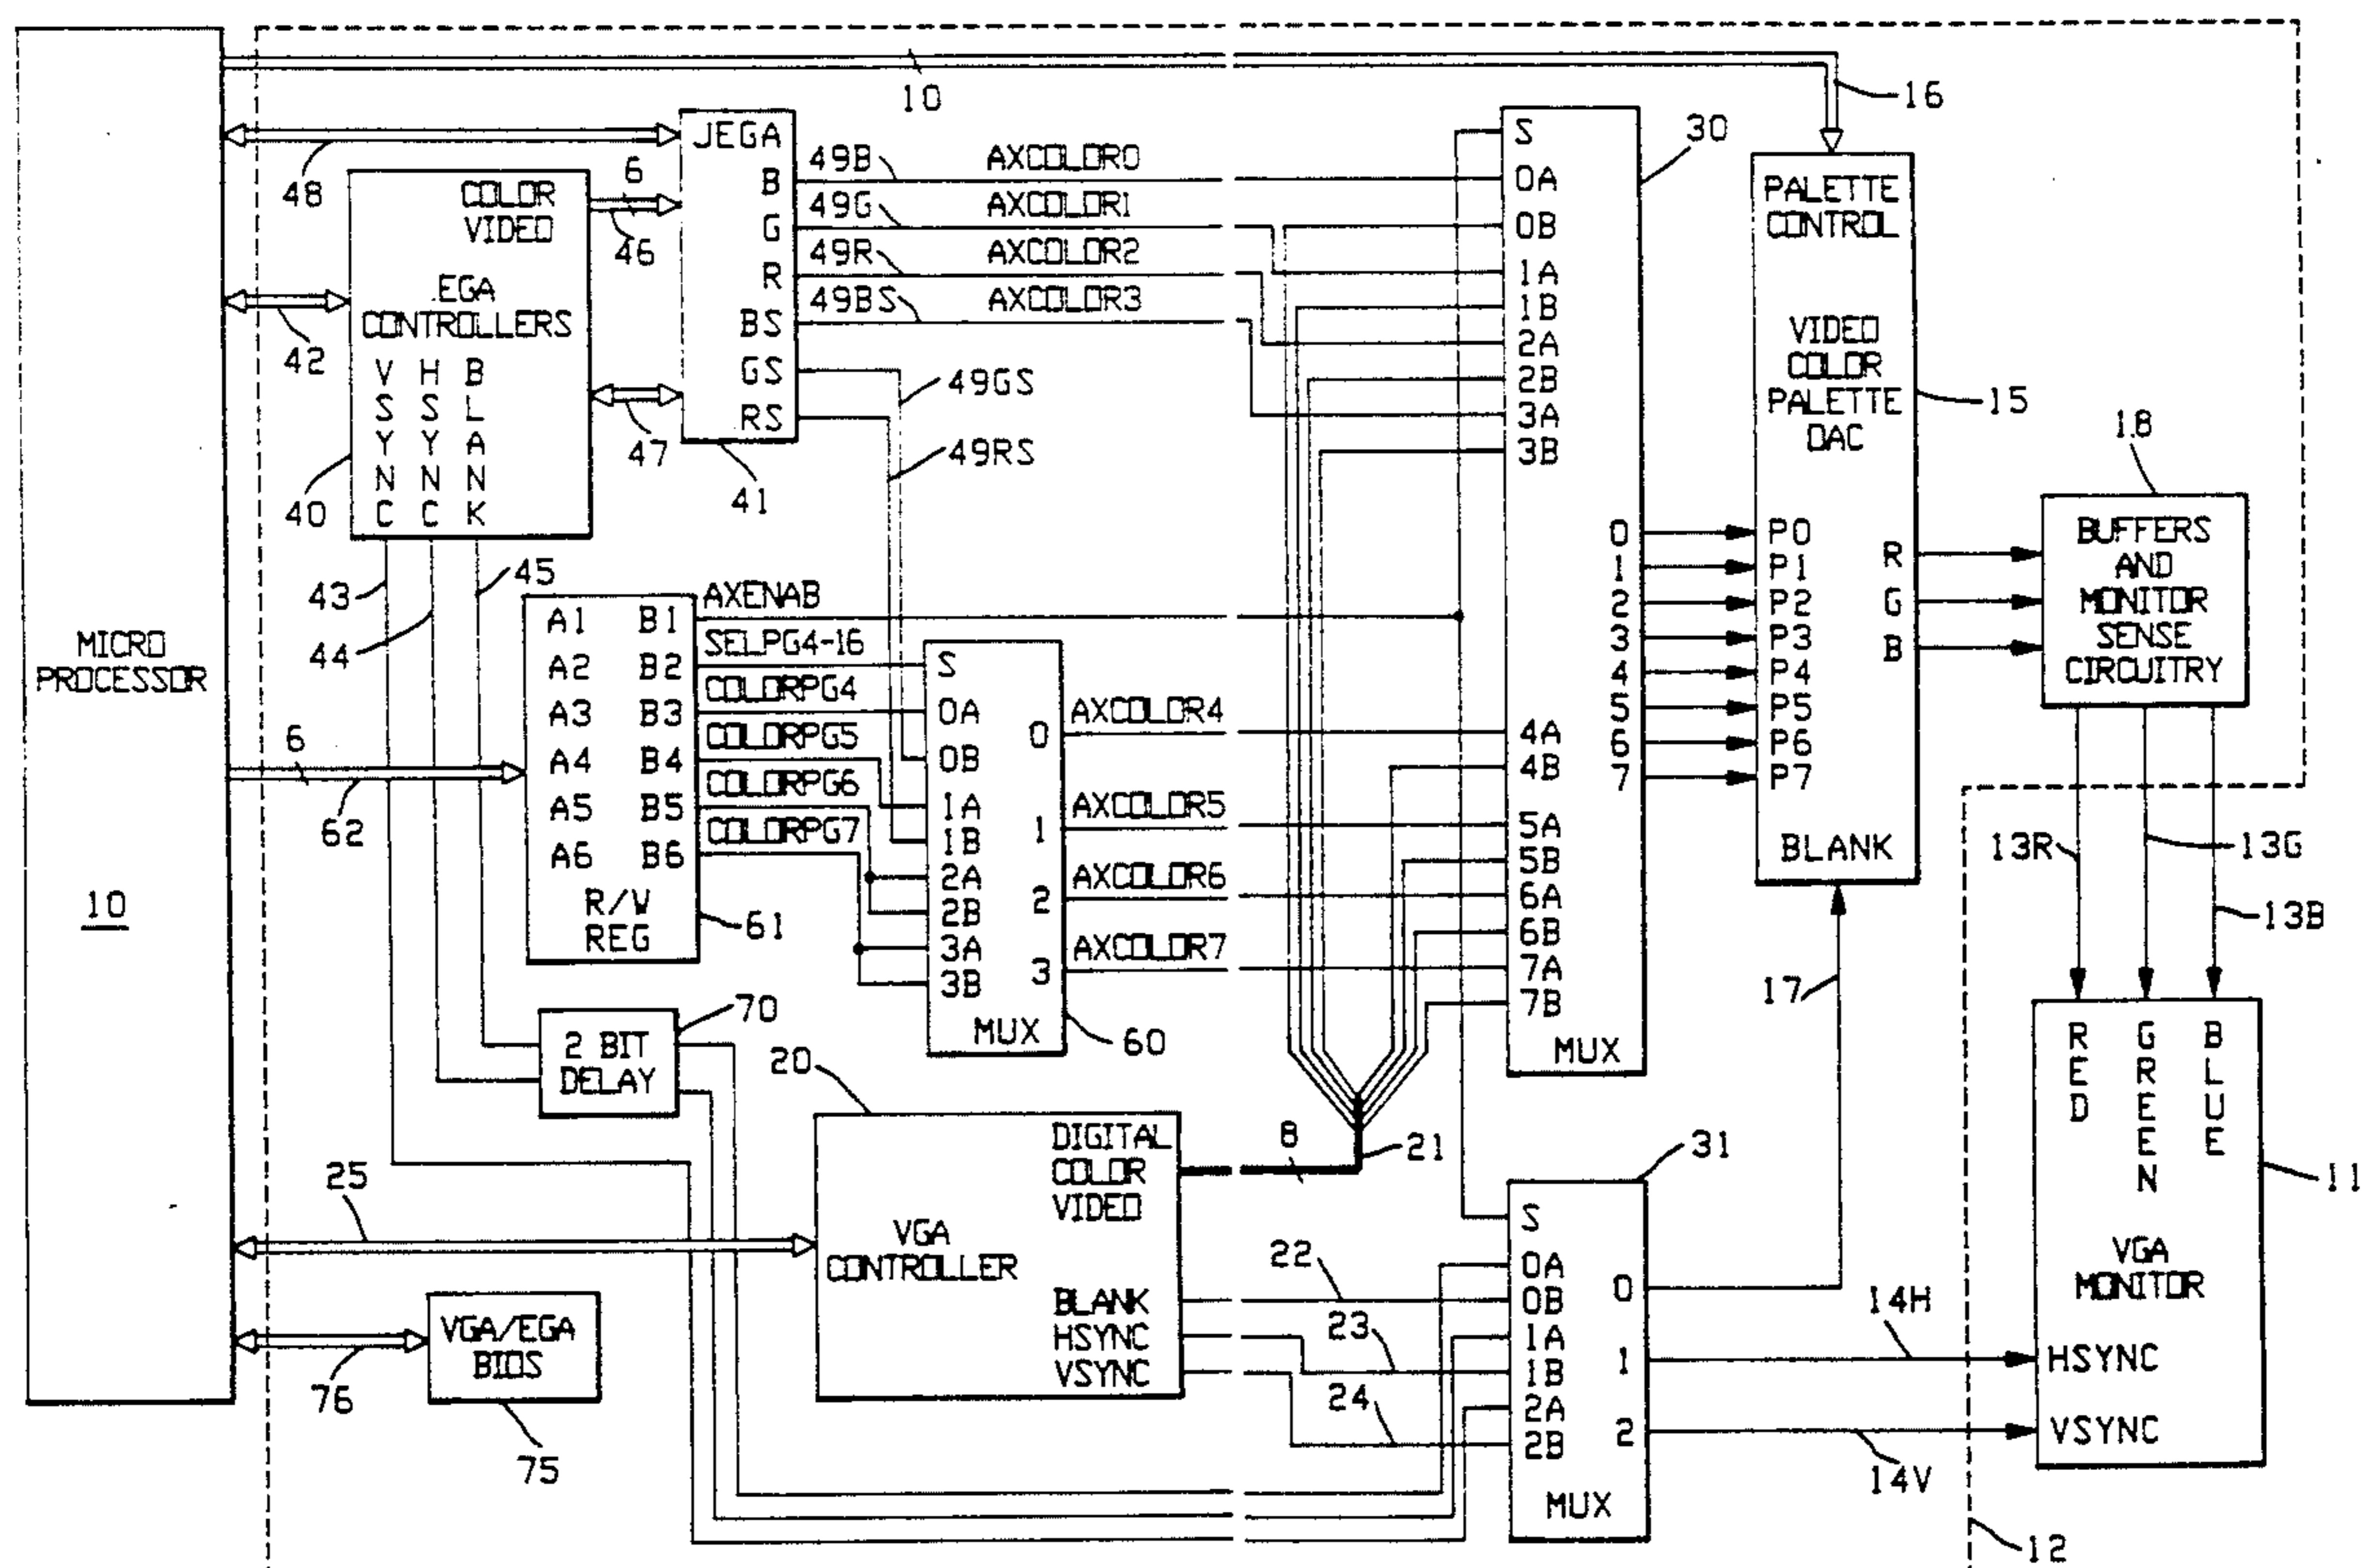 MICRO
PROCESSOR
10
10
48
42
62
6
25
76
COLOR
VIDEO
EGA
CONTROLLERS
VSYNC
HSYNC
BLANK
40
43
44
45
6
46
47
JEGA
B
G
R
BS
GS
RS
41
49B
AXCOLOR0
49G
AXCOLOR1
49R
AXCOLOR2
49BS
AXCOLOR3
49GS
49RS
A1 B1
A2 B2
A3 B3
A4 B4
A5 B5
A6 B6
R/W
REG
61
AXENAB
SELPG4-16
COLORPG4
COLORPG5
COLORPG6
COLORPG7
S
0A
0B
1A
1B
2A
2B
3A
3B
0
1
2
3
MUX
60
AXCOLOR4
AXCOLOR5
AXCOLOR6
AXCOLOR7
2 BIT
DELAY
70
20
DIGITAL
COLOR
VIDEO
VGA
CONTROLLER
BLANK
HSYNC
VSYNC
8
21
22
23
24
VGA/EGA
BIOS
75
S
0A
0B
1A
1B
2A
2B
3A
3B
4A
4B
5A
5B
6A
6B
7A
7B
0
1
2
3
4
5
6
7
MUX
30
S
0A
0B
1A
1B
2A
2B
0
1
2
MUX
31
16
PALETTE
CONTROL
VIDEO
COLOR
PALETTE
DAC
P0
P1
P2
P3
P4
P5
P6
P7
R
G
B
BLANK
15
17
18
BUFFERS
AND
MONITOR
SENSE
CIRCUITRY
13R
13G
13B
RED
GREEN
BLUE
VGA
MONITOR
HSYNC
VSYNC
11
14H
14V
12